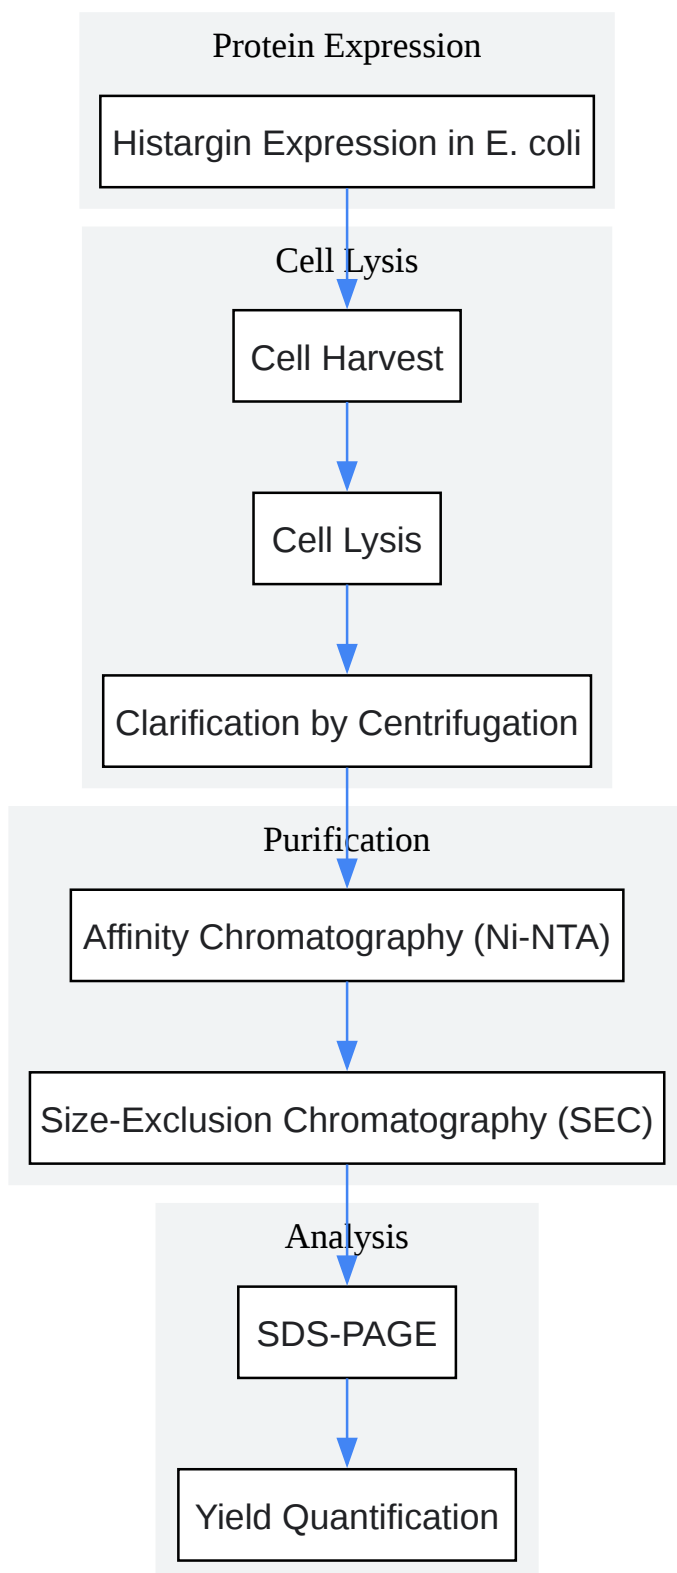 Protein Expression
Histargin Expression in E. coli
Cell Lysis
Cell Harvest
Cell Lysis
Clarification by Centrifugation
Purification
Affinity Chromatography (Ni-NTA)
Size-Exclusion Chromatography (SEC)
Analysis
SDS-PAGE
Yield Quantification